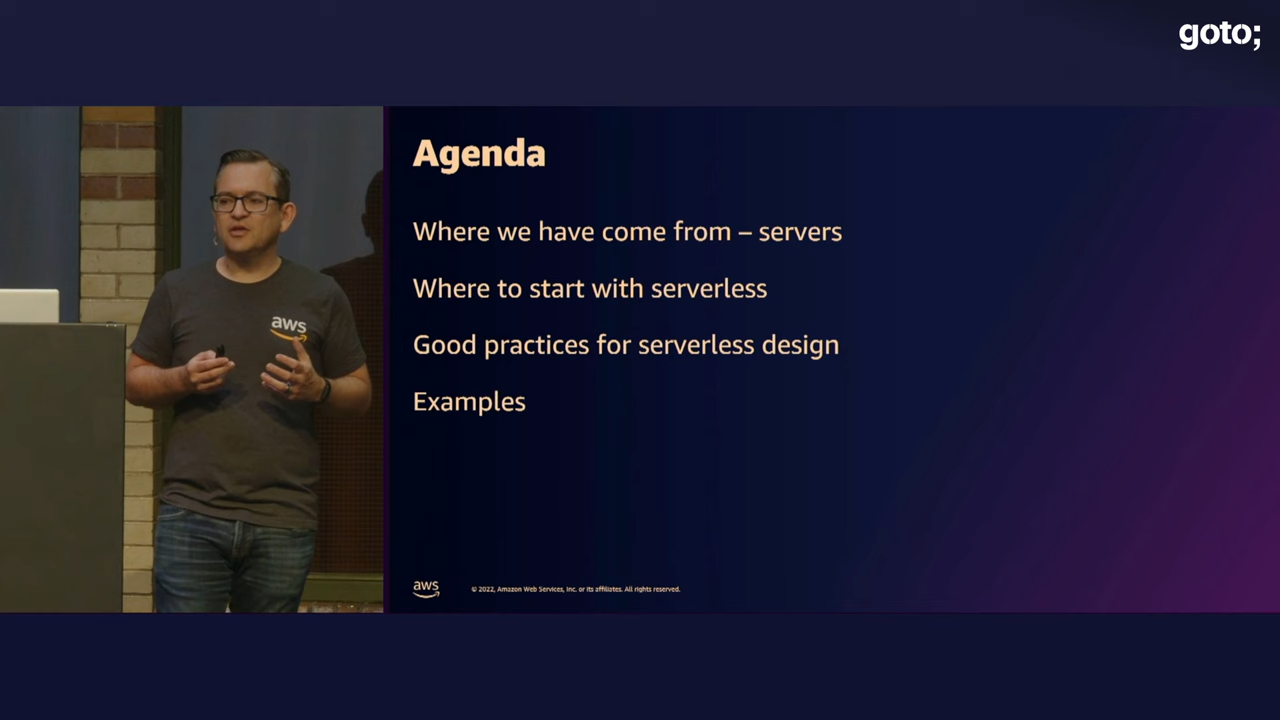 goto;
Agenda
Where we have come from – servers
aws
Where to start with serverless
Good practices for serverless design
Examples
aws
© 2022, Amazon Web Services, Inc. or its affiliates. All rights reserved.